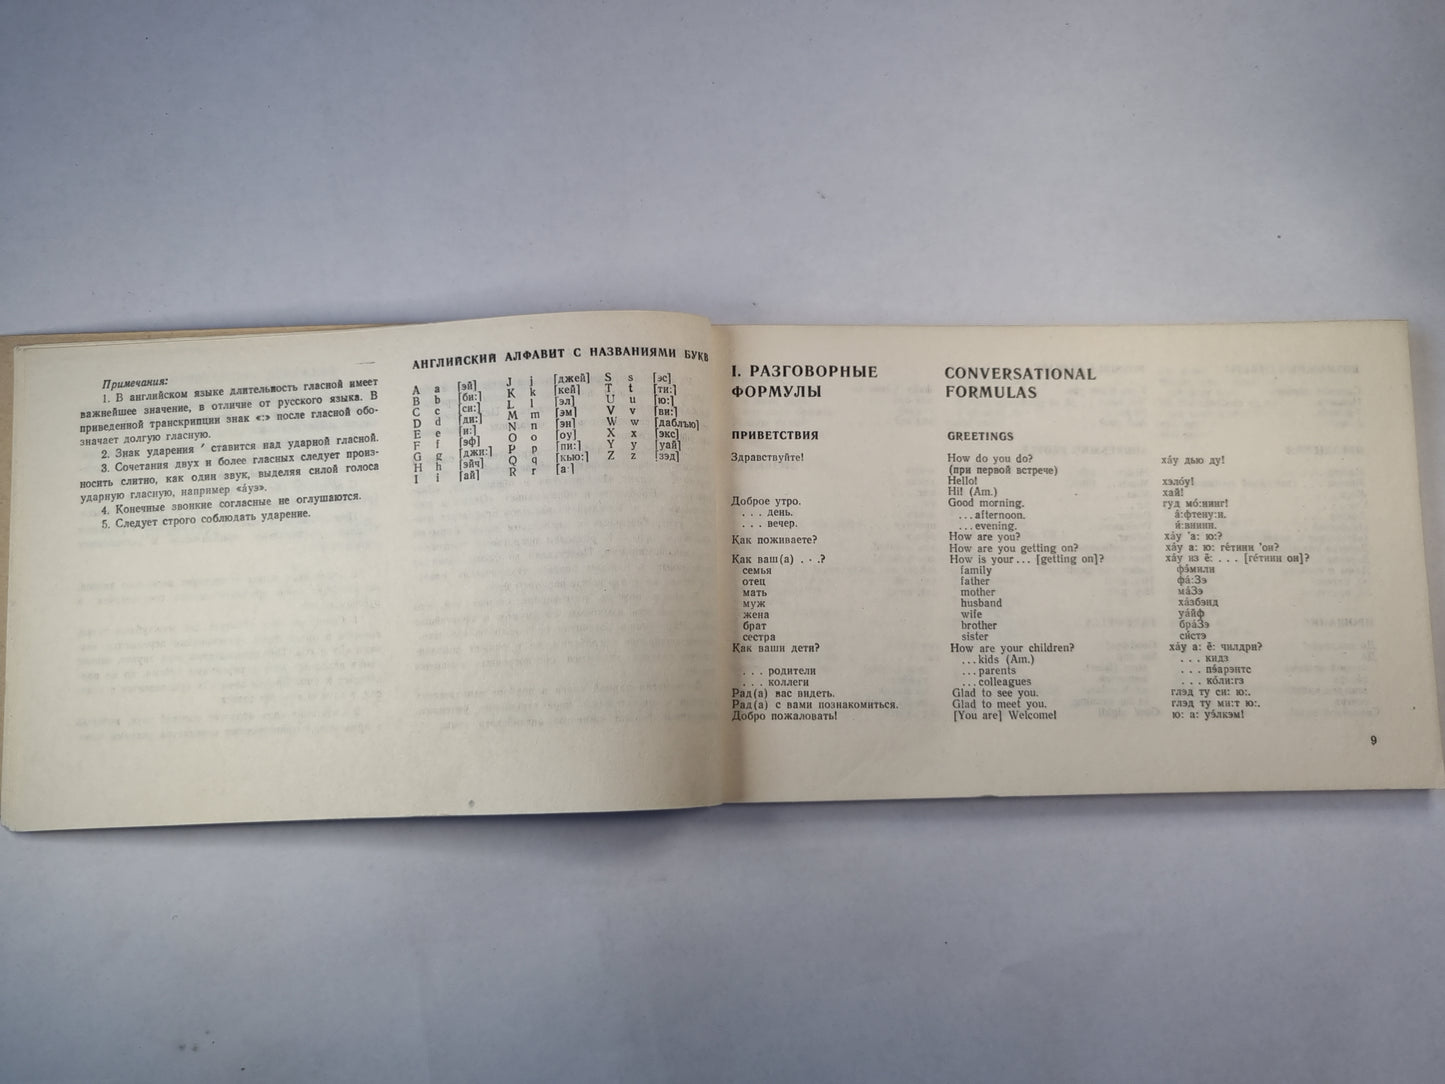 Примечания:
1. В английском языке длительность гласной имеет
важнейшее значение, в отличие от русского языка. В
приведенной транскрипции знак «:» после гласной обо-
значает долгую гласную.
2. Знак ударения ′ ставится над ударной гласной.
3. Сочетания двух и более гласных следует произ-
носить слитно, как один звук, выделяя силой голоса
ударную гласную, например «áуэ».
4. Конечные звонкие согласные не оглушаются.
5. Следует строго соблюдать ударение.
АНГЛИЙСКИЙ АЛФАВИТ С НАЗВАНИЯМИ БУКВ
A a [эй]
B b [би:]
C c [си:]
D d [ди:]
E e [и:]
F f [эф]
G g [джи:]
H h [эйч]
I i [ай]
J j [джей]
K k [кей]
L l [эл]
M m [эм]
N n [эн]
O o [оу]
P p [пи:]
Q q [кью:]
R r [а:]
S s [эс]
T t [ти:]
U u [ю:]
V v [ви:]
W w [даблъю]
X x [экс]
Y y [уай]
Z z [зэд]
I. РАЗГОВОРНЫЕ CONVERSATIONAL
ФОРМУЛЫ FORMULAS
ПРИВЕТСТВИЯ GREETINGS
Здравствуйте! How do you do? хáу дью ду!
(при первой встрече)
Hello! хэлóу!
Hi! (Am.) хай!
Доброе утро. Good morning. гуд мó:нинг!
. . . день. ...afternoon. á:фтену:н.
. . . вечер. ...evening. и́:внинн.
Как поживаете? How are you? хáу 'а: ю:?
How are you getting on? хáу а: ю: гéтинн 'он?
Как ваш(а) . . .? How is your... [getting on]? хáу из ё: . . . [гéтинн он]?
семья family фэ́мили
отец father фá:Зэ
мать mother мáЗэ
муж husband хáзбэнд
жена wife уáйф
брат brother брáЗэ
сестра sister си́стэ
Как ваши дети? How are your children? хáу а: ё: чилдрн?
...kids (Am.) . . . кидз
. . . родители ...parents . . . пэ́арэнтс
. . . коллеги ...colleagues . . . кóли:гз
Рад(а) вас видеть. Glad to see you. глэд ту си: ю:.
Рад(а) с вами познакомиться. Glad to meet you. глэд ту ми:т ю:.
Добро пожаловать! [You are] Welcome! ю: а: уэ́лкэм!
9